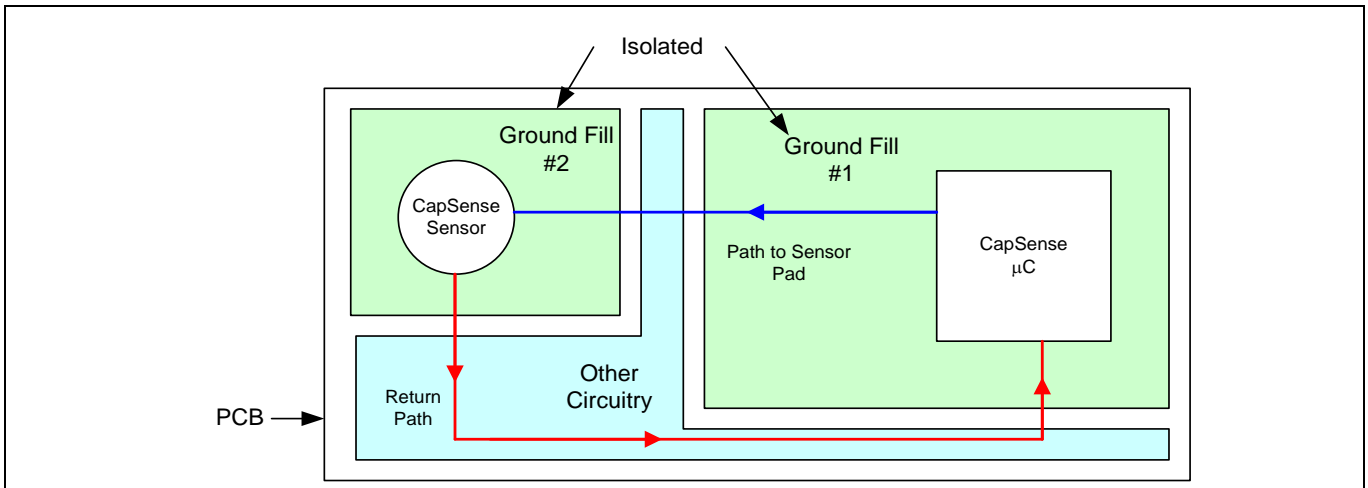 Isolated
Ground Fill
#2
Ground Fill
#1
CapSense
Sensor
Path to Sensor
Pad
CapSense
μC
Other
Circuitry
Return
Path
PCB